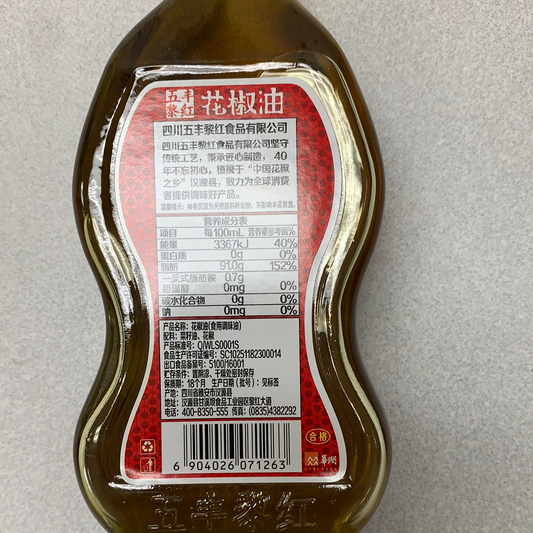 五丰
黎红
花椒油
四川五丰黎红食品有限公司
四川五丰黎红食品有限公司坚守
传统工艺，秉承匠心制造，40
年不忘初心，植根于“中国花椒
之乡”汉源县，致力为全球消费
者提供调味好产品。
营养成分表
项目 每100mL 营养素参考值%
能量 3367kJ 40%
蛋白质 0g 0%
脂肪 91.0g 152%
—反式脂肪酸 0.7g
胆固醇 0mg 0%
碳水化合物 0g 0%
钠 0mg 0%
产品名称：花椒油(食用调味油)
配料：菜籽油、花椒
产品标准号：Q/WLS0001S
食品生产许可证编号：SC10251182300014
出口食品备案号：5100/16001
贮存条件：置阴凉、干燥处密封保存
保质期：18个月 生产日期（批号）：见标签
产地：四川省雅安市汉源县
地址：汉源县甘溪坝食品工业园区黎红大道
电话：400-8350-555 传真：(0835)4382292
合格
华润
6 904026 071263
五丰黎红